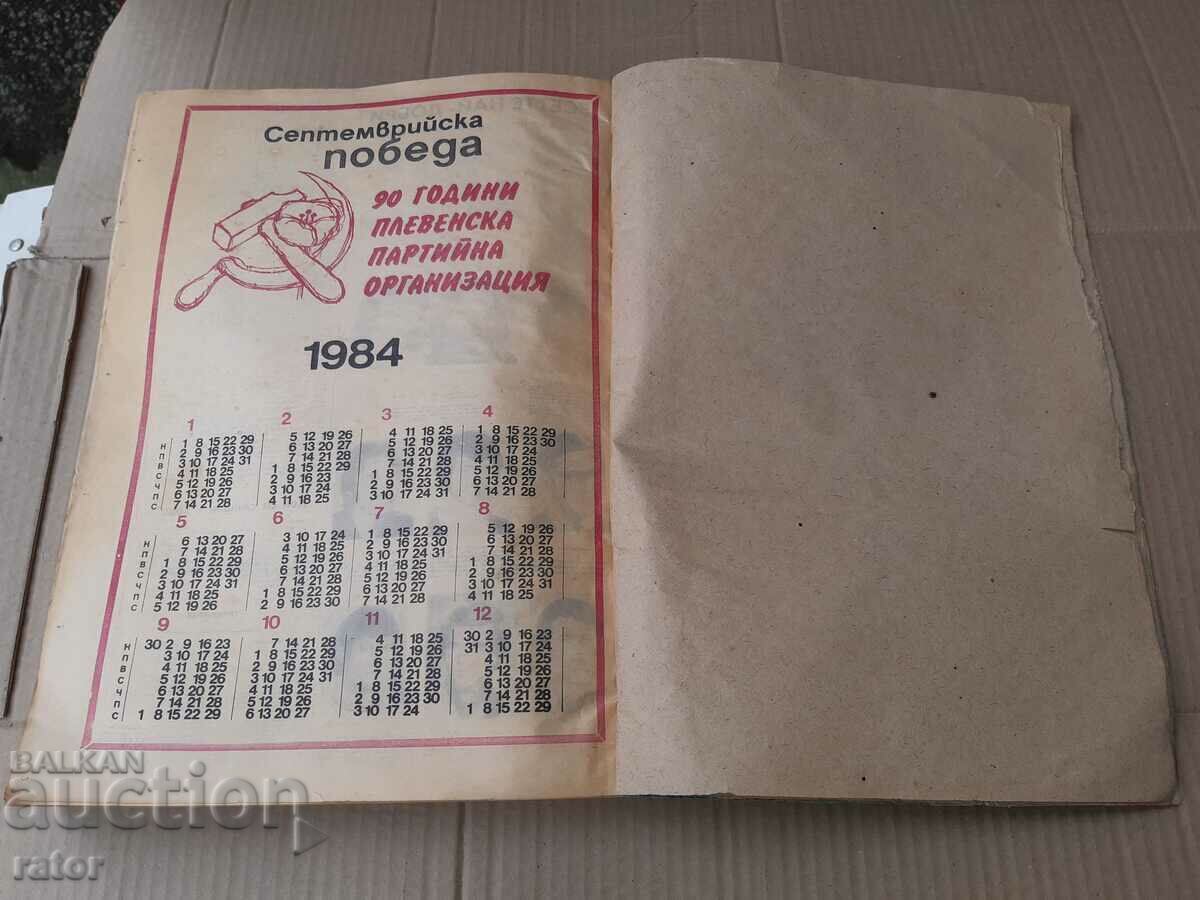 Септемврийска
победа
90 ГОДИНИ
ПЛЕВЕНСКА
ПАРТИЙНА
ОРГАНИЗАЦИЯ
1984
1 2 3 4
Н 1 8 15 22 29 5 12 19 26 4 11 18 25 1 8 15 22 29
П 2 9 16 23 30 6 13 20 27 5 12 19 26 2 9 16 23 30
В 3 10 17 24 31 7 14 21 28 6 13 20 27 3 10 17 24
С 4 11 18 25 1 8 15 22 29 7 14 21 28 4 11 18 25
Ч 5 12 19 26 2 9 16 23 1 8 15 22 29 5 12 19 26
П 6 13 20 27 3 10 17 24 2 9 16 23 30 6 13 20 27
С 7 14 21 28 4 11 18 25 3 10 17 24 31 7 14 21 28
5 6 7 8
Н 6 13 20 27 3 10 17 24 1 8 15 22 29 5 12 19 26
П 7 14 21 28 4 11 18 25 2 9 16 23 30 6 13 20 27
В 1 8 15 22 29 5 12 19 26 3 10 17 24 31 7 14 21 28
С 2 9 16 23 30 6 13 20 27 4 11 18 25 1 8 15 22 29
Ч 3 10 17 24 31 7 14 21 28 5 12 19 26 2 9 16 23 30
П 4 11 18 25 1 8 15 22 29 6 13 20 27 3 10 17 24 31
С 5 12 19 26 2 9 16 23 30 7 14 21 28 4 11 18 25
9 10 11 12
Н 30 2 9 16 23 7 14 21 28 4 11 18 25 30 2 9 16 23
П 3 10 17 24 1 8 15 22 29 5 12 19 26 31 3 10 17 24
В 4 11 18 25 2 9 16 23 30 6 13 20 27 4 11 18 25
С 5 12 19 26 3 10 17 24 31 7 14 21 28 5 12 19 26
Ч 6 13 20 27 4 11 18 25 1 8 15 22 29 6 13 20 27
П 7 14 21 28 5 12 19 26 2 9 16 23 30 7 14 21 28
С 1 8 15 22 29 6 13 20 27 3 10 17 24 1 8 15 22 29
BALKAN
auction
rator